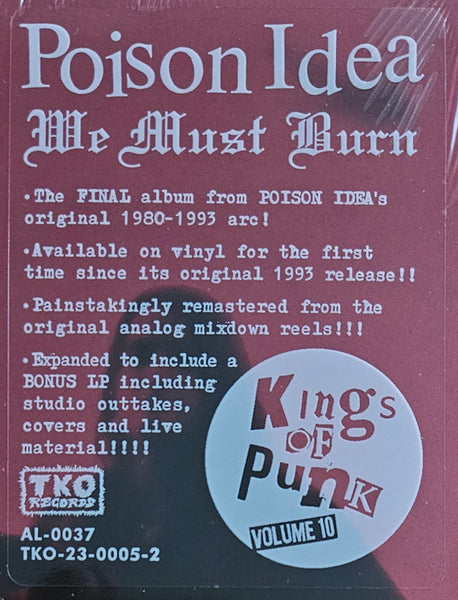 Poison Idea
We Must Burn
•The FINAL album from POISON IDEA's
original 1980-1993 arc!
•Available on vinyl for the first
time since its original 1993 release!!
•Painstakingly remastered from the
original analog mixdown reels!!!
•Expanded to include a
BONUS LP including
studio outtakes,
covers and live
material!!!!
Kings
OF
Punk
VOLUME 10
TKO
RECORDS
AL-0037
TKO-23-0005-2